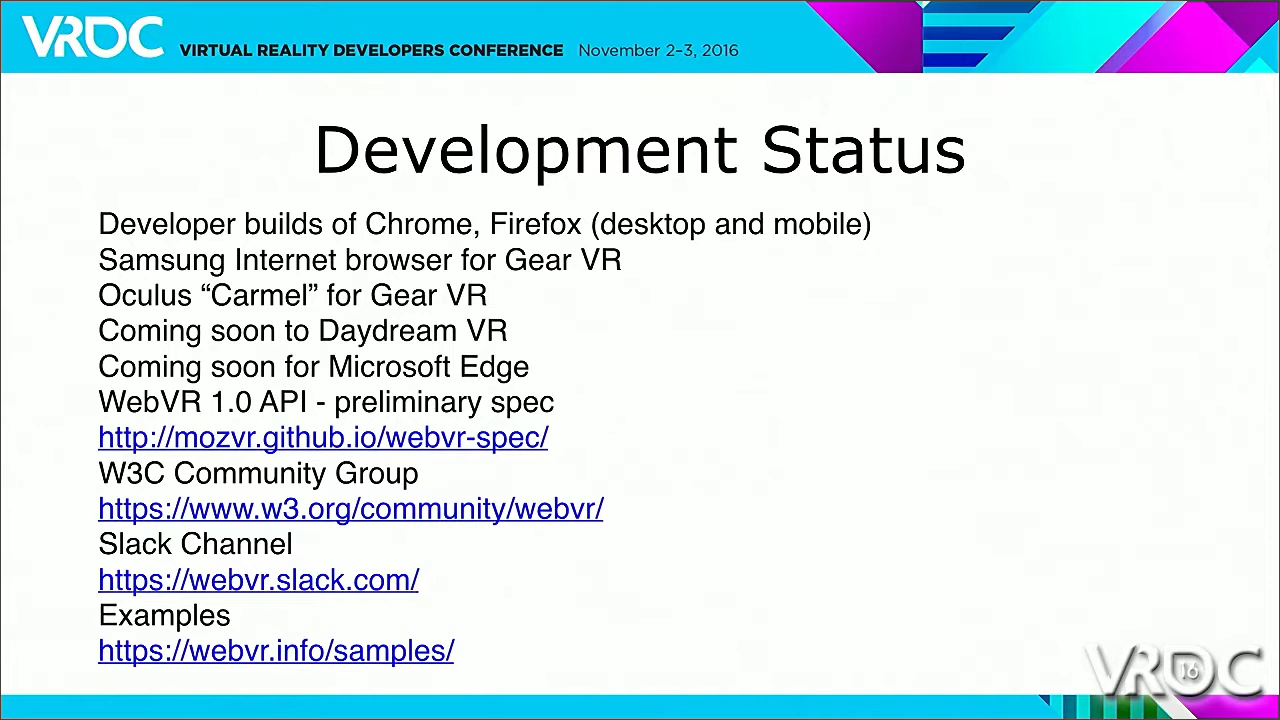 VRDC VIRTUAL REALITY DEVELOPERS CONFERENCE November 2-3, 2016
Development Status
Developer builds of Chrome, Firefox (desktop and mobile)
Samsung Internet browser for Gear VR
Oculus “Carmel” for Gear VR
Coming soon to Daydream VR
Coming soon for Microsoft Edge
WebVR 1.0 API - preliminary spec
http://mozvr.github.io/webvr-spec/
W3C Community Group
https://www.w3.org/community/webvr/
Slack Channel
https://webvr.slack.com/
Examples
https://webvr.info/samples/
VRDC 16